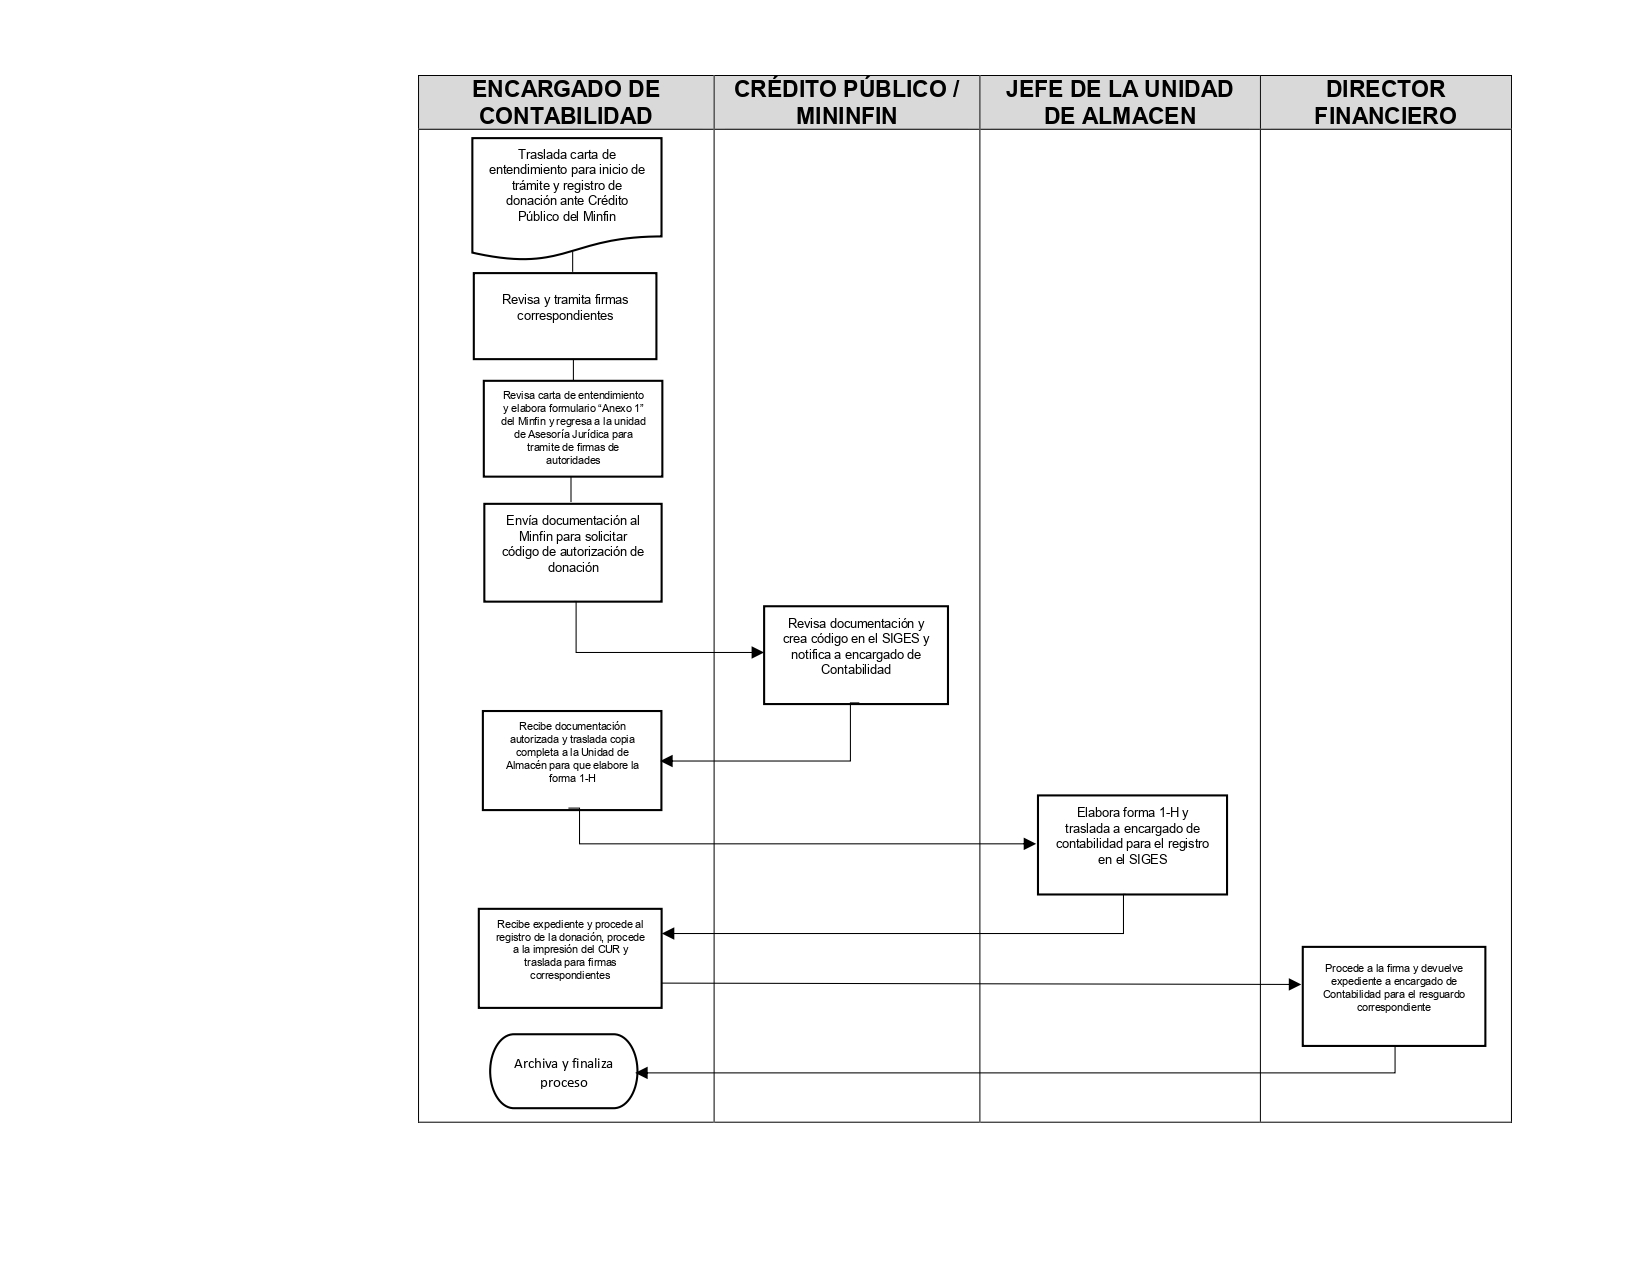 ENCARGADO DE
CONTABILIDAD
CRÉDITO PÚBLICO /
MININFIN
JEFE DE LA UNIDAD
DE ALMACEN
DIRECTOR
FINANCIERO
Traslada carta de
entendimiento para inicio de
trámite y registro de
donación ante Crédito
Público del Minfin
Revisa y tramita firmas
correspondientes
Revisa carta de entendimiento
y elabora formulario “Anexo 1”
del Minfin y regresa a la unidad
de Asesoría Jurídica para
tramite de firmas de
autoridades
Envía documentación al
Minfin para solicitar
código de autorización de
donación
Revisa documentación y
crea código en el SIGES y
notifica a encargado de
Contabilidad
Recibe documentación
autorizada y traslada copia
completa a la Unidad de
Almacén para que elabore la
forma 1-H
Elabora forma 1-H y
traslada a encargado de
contabilidad para el registro
en el SIGES
Recibe expediente y procede al
registro de la donación, procede
a la impresión del CUR y
traslada para firmas
correspondientes
Procede a la firma y devuelve
expediente a encargado de
Contabilidad para el resguardo
correspondiente
Archiva y finaliza
proceso